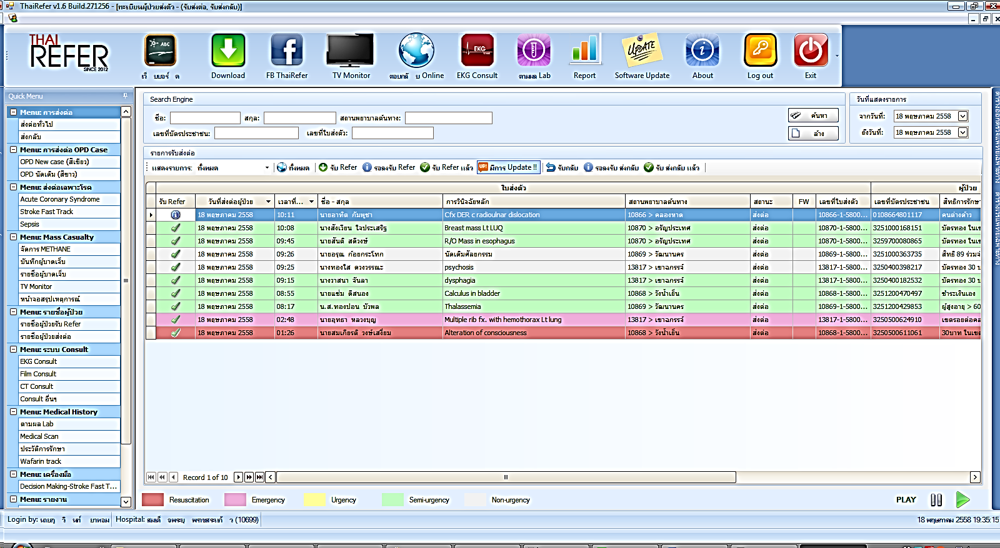 ThaiRefer v1.6 Build.271256 - [ทะเบียนผู้ป่วยส่งตัว - (รับส่งต่อ, รับส่งกลับ)]
THAI REFER SINCE 2012
Download
FB ThaiRefer
TV Monitor
Online
EKG Consult
ตามผล Lab
Report
Software Update
About
Log out
Exit
Quick Menu
Menu: การส่งต่อ
ส่งต่อทั่วไป
ส่งกลับ
Menu: การส่งต่อ OPD Case
OPD New case (สีเขียว)
OPD นัดเดิม (สีขาว)
Menu: ส่งต่อเฉพาะโรค
Acute Coronary Syndrome
Stroke Fast Track
Sepsis
Menu: Mass Casualty
จัดการ METHANE
บันทึกผู้บาดเจ็บ
รายชื่อผู้บาดเจ็บ
TV Monitor
หน้าจอสรุปเหตุการณ์
Menu: รายชื่อผู้ป่วย
รายชื่อผู้ป่วยรับ Refer
รายชื่อผู้ป่วยส่งต่อ
Menu: ระบบ Consult
EKG Consult
Film Consult
CT Consult
Consult อื่นๆ
Menu: Medical History
ตามผล Lab
Medical Scan
ประวัติการรักษา
Wafarin track
Menu: เครื่องมือ
Decision Making-Stroke Fast T...
Menu: รายงาน
Search Engine
ชื่อ: สกุล: สถานพยาบาลต้นทาง:
เลขที่บัตรประชาชน: เลขที่ใบส่งตัว:
ค้นหา
ล้าง
วันที่แสดงรายการ
จากวันที่: 18 พฤษภาคม 2558
ถึงวันที่: 18 พฤษภาคม 2558
รายการรับส่งต่อ
แสดงรายการ: ทั้งหมด ทั้งหมด รับ Refer รอลงรับ Refer รับ Refer แล้ว UP! มีการ Update !! รับกลับ รอลงรับ ส่งกลับ รับ ส่งกลับ แล้ว
ใบส่งตัว ผู้ป่วย
รับ Refer วันที่ส่งต่อผู้ป่วย เวลาที่... ชื่อ - สกุล การวินิจฉัยหลัก สถานพยาบาลต้นทาง สถานะ FW เลขที่ใบส่งตัว เลขที่บัตรประชาชน สิทธิการรักษา
18 พฤษภาคม 2558 10:11 นายอาทิต กัมพูชา Cfx DER c radioulnar dislocation 10866 > คลองหาด ส่งต่อ 10866-1-5800... 0108664801117 คนต่างด้าว
18 พฤษภาคม 2558 10:08 นางสังเวียน ใจประเสริฐ Breast mass Lt LUQ 10870 > อรัญประเทศ ส่งต่อ 10870-1-5800... 3251000168151 บัตรทอง ในเข
18 พฤษภาคม 2558 09:45 นายสันติ สติวงษ์ R/O Mass in esophagus 10870 > อรัญประเทศ ส่งต่อ 10870-1-5800... 3259700080865 บัตรทอง ในเข
18 พฤษภาคม 2558 09:26 นายอรุณ ก้อยกระโทก นัดเดิมศัลยกรรม 10869 > วัฒนานคร ส่งต่อ 10869-1-5800... 3251000363735 สิทธิ 89 ร่วมจ่
18 พฤษภาคม 2558 09:25 นางทองใส ดวงวรรณะ psychosis 13817 > เขาฉกรรจ์ ส่งต่อ 13817-1-5800... 3250400398217 บัตรทอง 30 บ
18 พฤษภาคม 2558 09:15 นางวาสนา จันลา dysphagia 13817 > เขาฉกรรจ์ ส่งต่อ 13817-1-5800... 3250400182532 บัตรทอง 30 บ
18 พฤษภาคม 2558 08:55 นายแช่ม ดีสนอง Calculus in bladder 10868 > วังน้ำเย็น ส่งต่อ 10868-1-5800... 3251200470497 ชำระเงินเอง
18 พฤษภาคม 2558 08:17 น.ส.ทองปอน บัวพล Thalassemia 10869 > วัฒนานคร ส่งต่อ 10869-1-5800... 3251200429853 ผู้สูงอายุ > 60
18 พฤษภาคม 2558 02:48 นายอุทธา หลวงบุญ Multiple rib fx. with hemothorax Lt lung 13817 > เขาฉกรรจ์ ส่งต่อ 13817-1-5800... 3250500624910 เขตรอยต่อคล
18 พฤษภาคม 2558 01:26 นายสมเกียรติ วงษ์เสงี่ยม Alteration of consciousness 10868 > วังน้ำเย็น ส่งต่อ 10868-1-5800... 3250500611061 30บาท ในเขต
Record 1 of 10
Resuscitation Emergency Urgency Semi-urgency Non-urgency PLAY
Login by: Hospital: (10699) 18 พฤษภาคม 2558 19:35:15